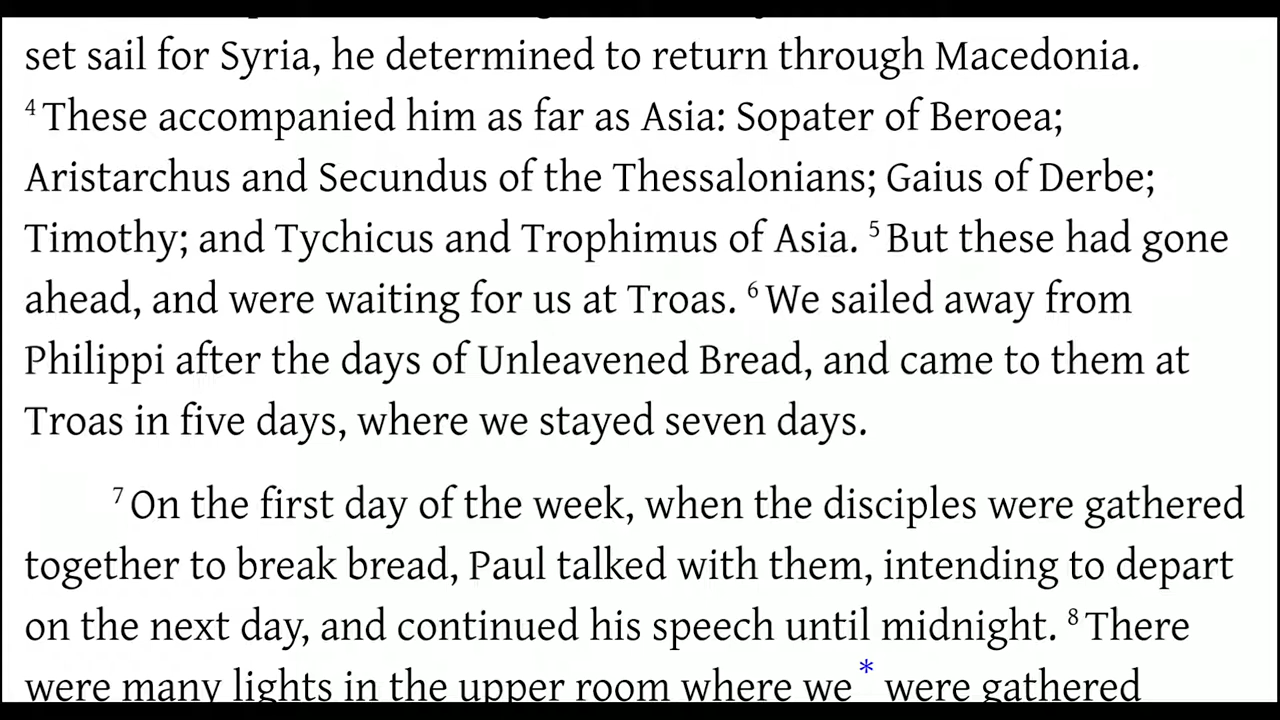 set sail for Syria, he determined to return through Macedonia.
4 These accompanied him as far as Asia: Sopater of Beroea;
Aristarchus and Secundus of the Thessalonians; Gaius of Derbe;
Timothy; and Tychicus and Trophimus of Asia. 5 But these had gone
ahead, and were waiting for us at Troas. 6 We sailed away from
Philippi after the days of Unleavened Bread, and came to them at
Troas in five days, where we stayed seven days.
7 On the first day of the week, when the disciples were gathered
together to break bread, Paul talked with them, intending to depart
on the next day, and continued his speech until midnight. 8 There
were many lights in the upper room where we* were gathered